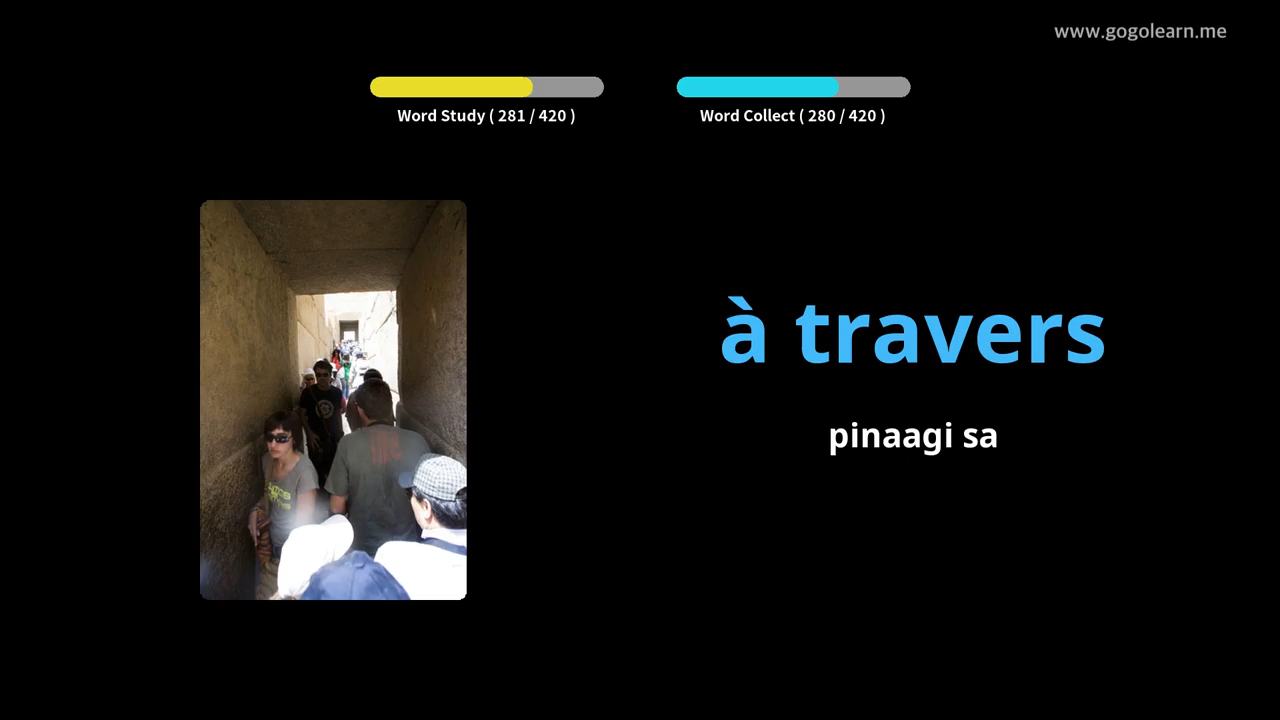 www.gogolearn.me
Word Study ( 281 / 420 )
Word Collect ( 280 / 420 )
à travers
pinaagi sa